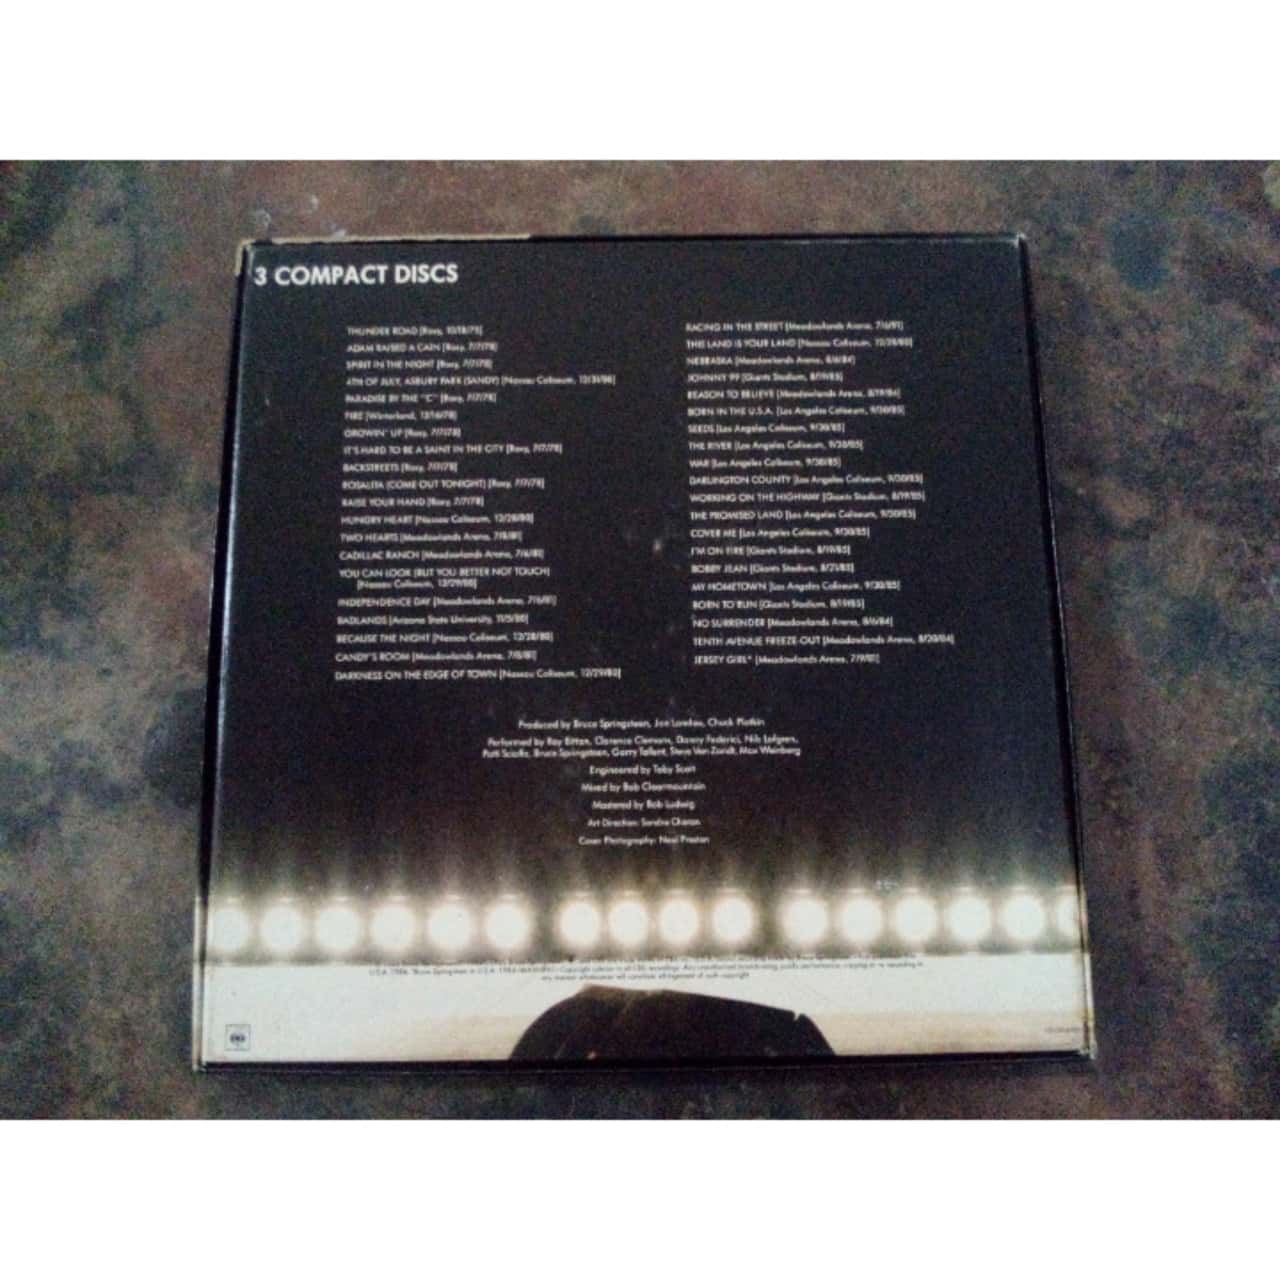 3 COMPACT DISCS
THUNDER ROAD [Roxy, 10/18/75]
ADAM RAISED A CAIN [Roxy, 7/7/78]
SPIRIT IN THE NIGHT [Roxy, 7/7/78]
4TH OF JULY, ASBURY PARK (SANDY) [Nassau Coliseum, 12/31/80]
PARADISE BY THE "C" [Roxy, 7/7/78]
FIRE [Winterland, 12/16/78]
GROWIN' UP [Roxy, 7/7/78]
IT'S HARD TO BE A SAINT IN THE CITY [Roxy, 7/7/78]
BACKSTREETS [Roxy, 7/7/78]
ROSALITA (COME OUT TONIGHT) [Roxy, 7/7/78]
RAISE YOUR HAND [Roxy, 7/7/78]
HUNGRY HEART [Nassau Coliseum, 12/28/80]
TWO HEARTS [Meadowlands Arena, 7/8/81]
CADILLAC RANCH [Meadowlands Arena, 7/6/81]
YOU CAN LOOK (BUT YOU BETTER NOT TOUCH)
[Nassau Coliseum, 12/29/80]
INDEPENDENCE DAY [Meadowlands Arena, 7/6/81]
BADLANDS [Arizona State University, 11/5/80]
BECAUSE THE NIGHT [Nassau Coliseum, 12/28/80]
CANDY'S ROOM [Meadowlands Arena, 7/8/81]
DARKNESS ON THE EDGE OF TOWN [Nassau Coliseum, 12/29/80]
RACING IN THE STREET [Meadowlands Arena, 7/6/81]
THIS LAND IS YOUR LAND [Nassau Coliseum, 12/28/80]
NEBRASKA [Meadowlands Arena, 8/6/84]
JOHNNY 99 [Giants Stadium, 8/19/85]
REASON TO BELIEVE [Meadowlands Arena, 8/19/84]
BORN IN THE U.S.A. [Los Angeles Coliseum, 9/30/85]
SEEDS [Los Angeles Coliseum, 9/30/85]
THE RIVER [Los Angeles Coliseum, 9/30/85]
WAR [Los Angeles Coliseum, 9/30/85]
DARLINGTON COUNTY [Los Angeles Coliseum, 9/30/85]
WORKING ON THE HIGHWAY [Giants Stadium, 8/19/85]
THE PROMISED LAND [Los Angeles Coliseum, 9/30/85]
COVER ME [Los Angeles Coliseum, 9/30/85]
I'M ON FIRE [Giants Stadium, 8/19/85]
BOBBY JEAN [Giants Stadium, 8/21/85]
MY HOMETOWN [Los Angeles Coliseum, 9/30/85]
BORN TO RUN [Giants Stadium, 8/19/85]
NO SURRENDER [Meadowlands Arena, 8/6/84]
TENTH AVENUE FREEZE-OUT [Meadowlands Arena, 8/20/84]
JERSEY GIRL* [Meadowlands Arena, 7/9/81]
Produced by Bruce Springsteen, Jon Landau, Chuck Plotkin
Performed by Roy Bittan, Clarence Clemons, Danny Federici, Nils Lofgren,
Patti Scialfa, Bruce Springsteen, Garry Tallent, Steve Van Zandt, Max Weinberg
Engineered by Toby Scott
Mixed by Bob Clearmountain
Mastered by Bob Ludwig
Art Direction: Sandra Choron
Cover Photography: Neal Preston
any manner whatsoever will constitute infringement of such copyright.